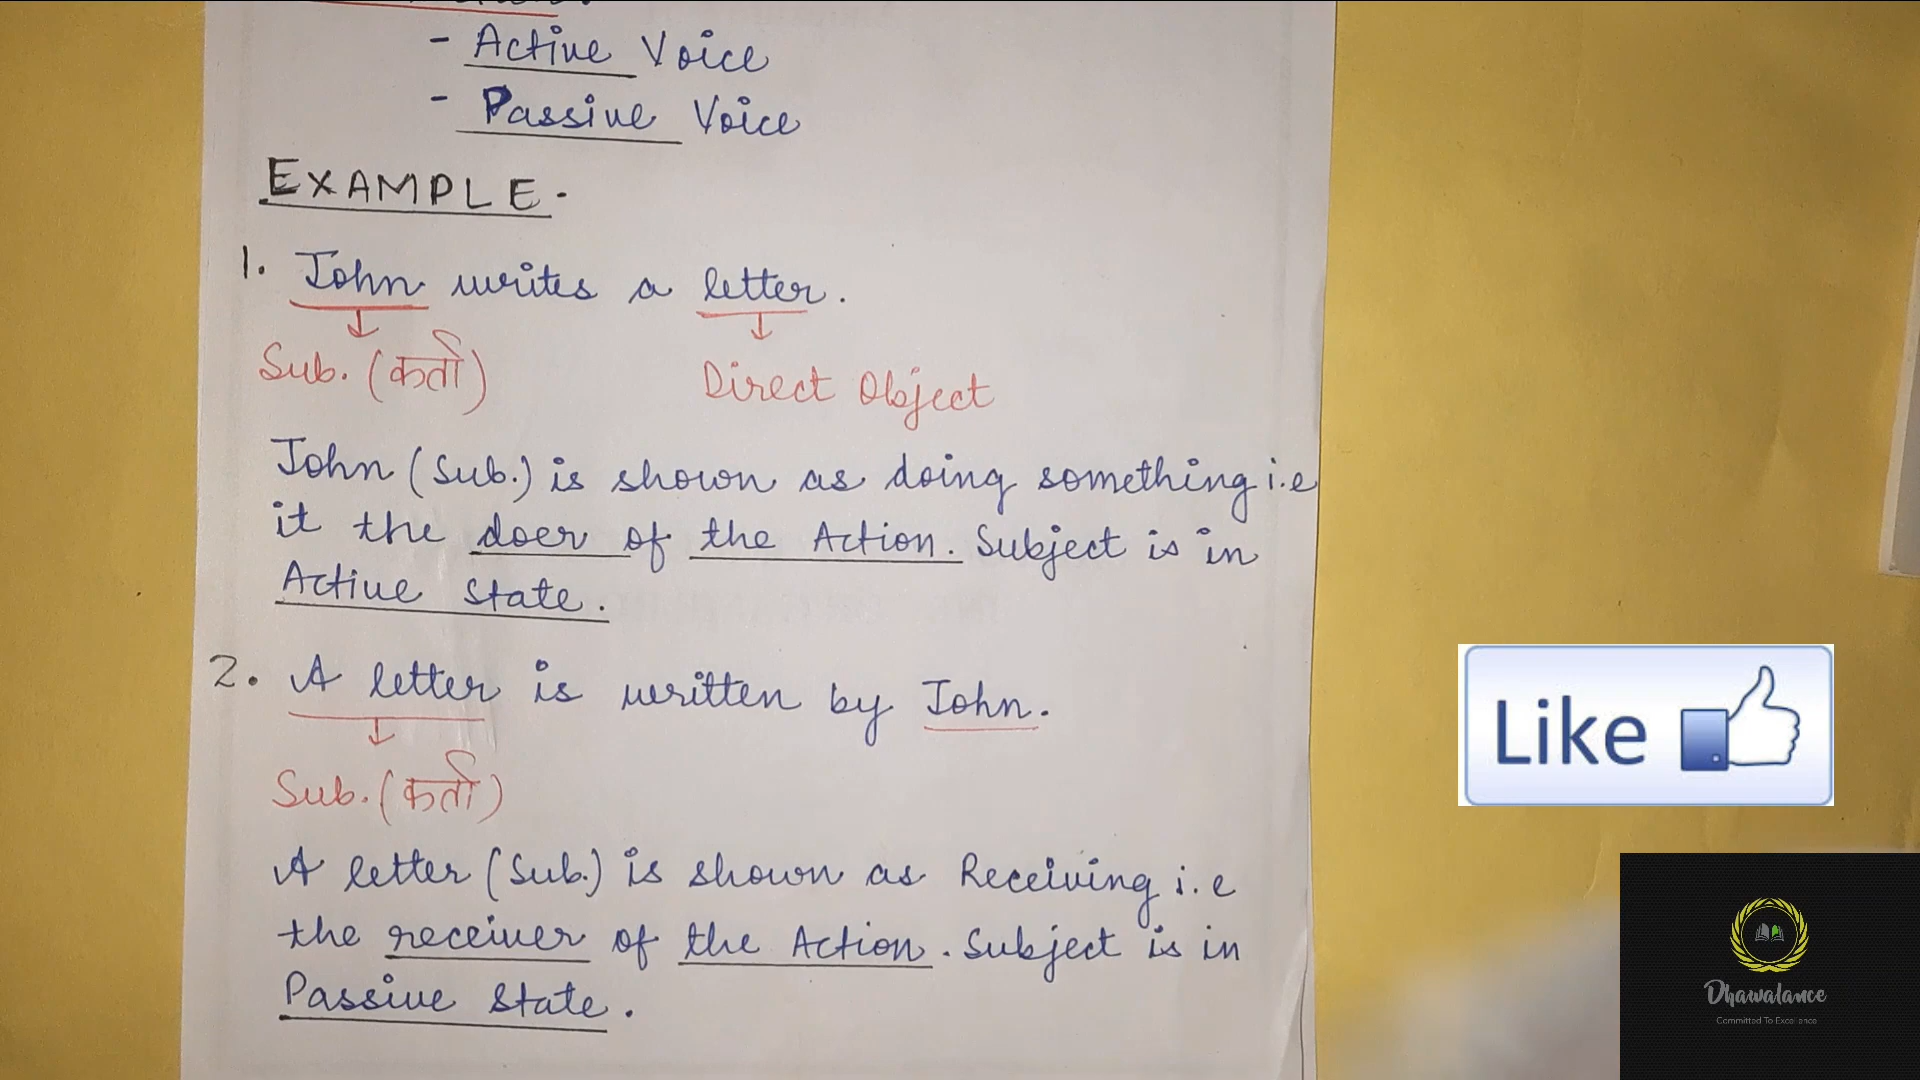 - Active Voice
- Passive Voice
EXAMPLE.
1. John writes a letter.
Sub. (कर्ता) Direct Object
John (Sub.) is shown as doing something i.e
it the doer of the Action. Subject is in
Active State.
2. A letter is written by John.
Sub. (कर्ता)
A letter (Sub.) is shown as Receiving i.e
the receiver of the Action. Subject is in
Passive State.
Like
Dhawalance
Committed To Excellence